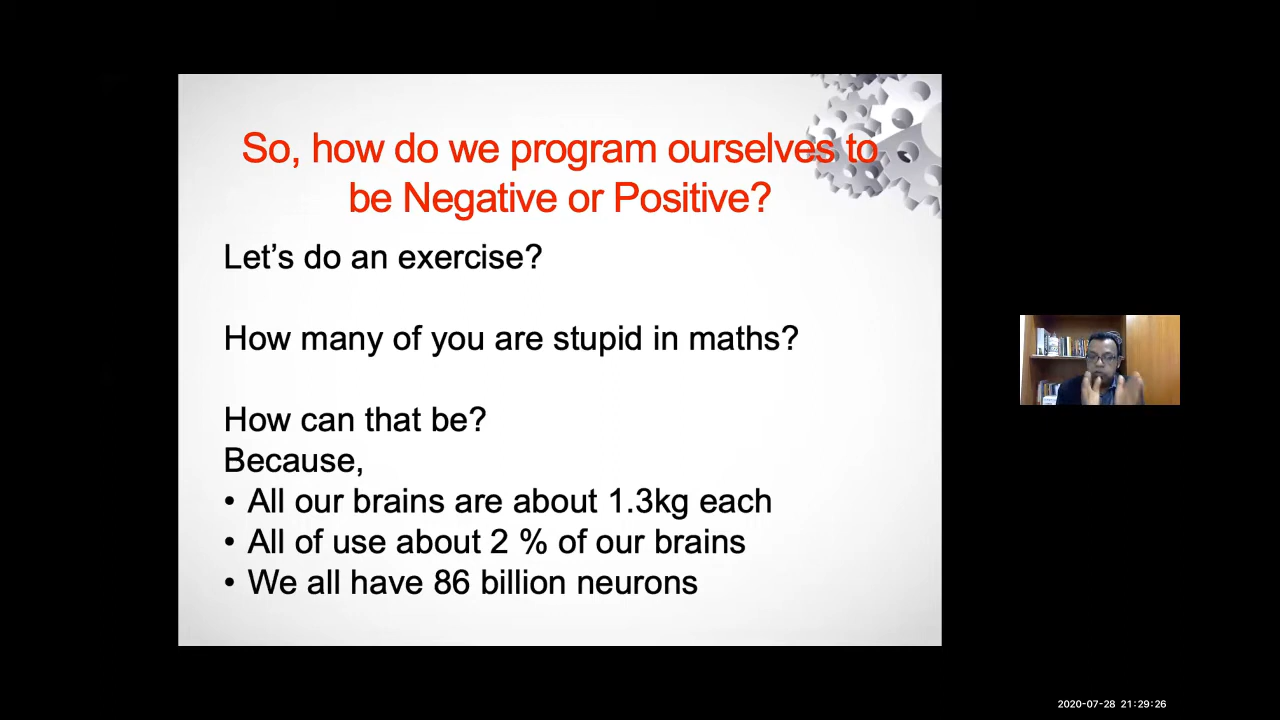 So, how do we program ourselves to
be Negative or Positive?
Let’s do an exercise?
How many of you are stupid in maths?
How can that be?
Because,
• All our brains are about 1.3kg each
• All of use about 2 % of our brains
• We all have 86 billion neurons
2020-07-28 21:29:26